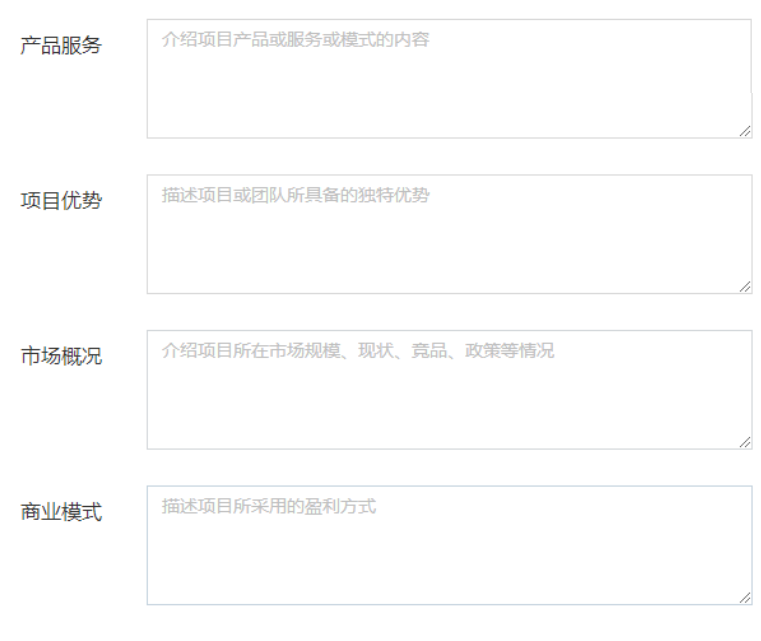 产品服务
介绍项目产品或服务或模式的内容
项目优势
描述项目或团队所具备的独特优势
市场概况
介绍项目所在市场规模、现状、竞品、政策等情况
商业模式
描述项目所采用的盈利方式